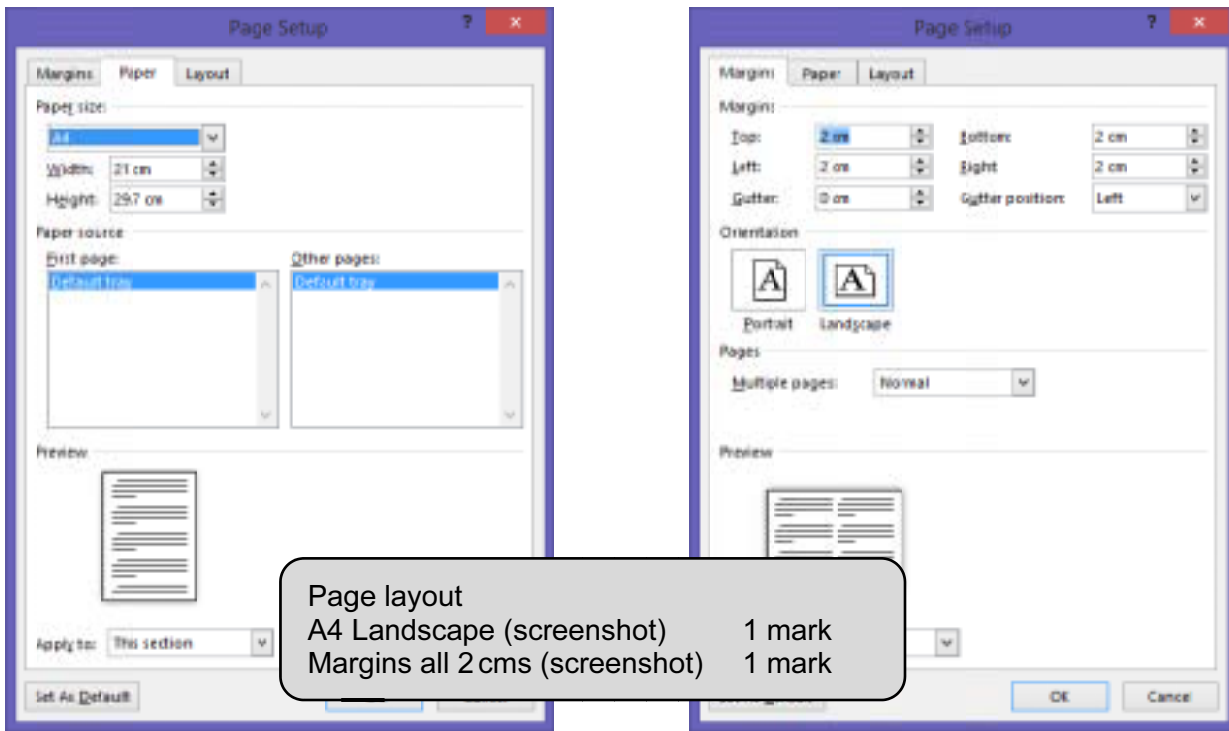 Page Setup
?
×
Margins Paper Layout
Paper size:
A4
Width: 21 cm
Height: 29.7 cm
Paper source
First page: Other pages:
Default tray Default tray
Preview
Apply to: This section
Set As Default
Page Setup
?
×
Margins Paper Layout
Margins
Top: 2 cm Bottom: 2 cm
Left: 2 cm Right 2 cm
Gutter: 0 cm Gutter position: Left
Orientation
A A
Portrait Landscape
Pages
Multiple pages: Normal
Preview
OK Cancel
Page layout
A4 Landscape (screenshot) 1 mark
Margins all 2 cms (screenshot) 1 mark